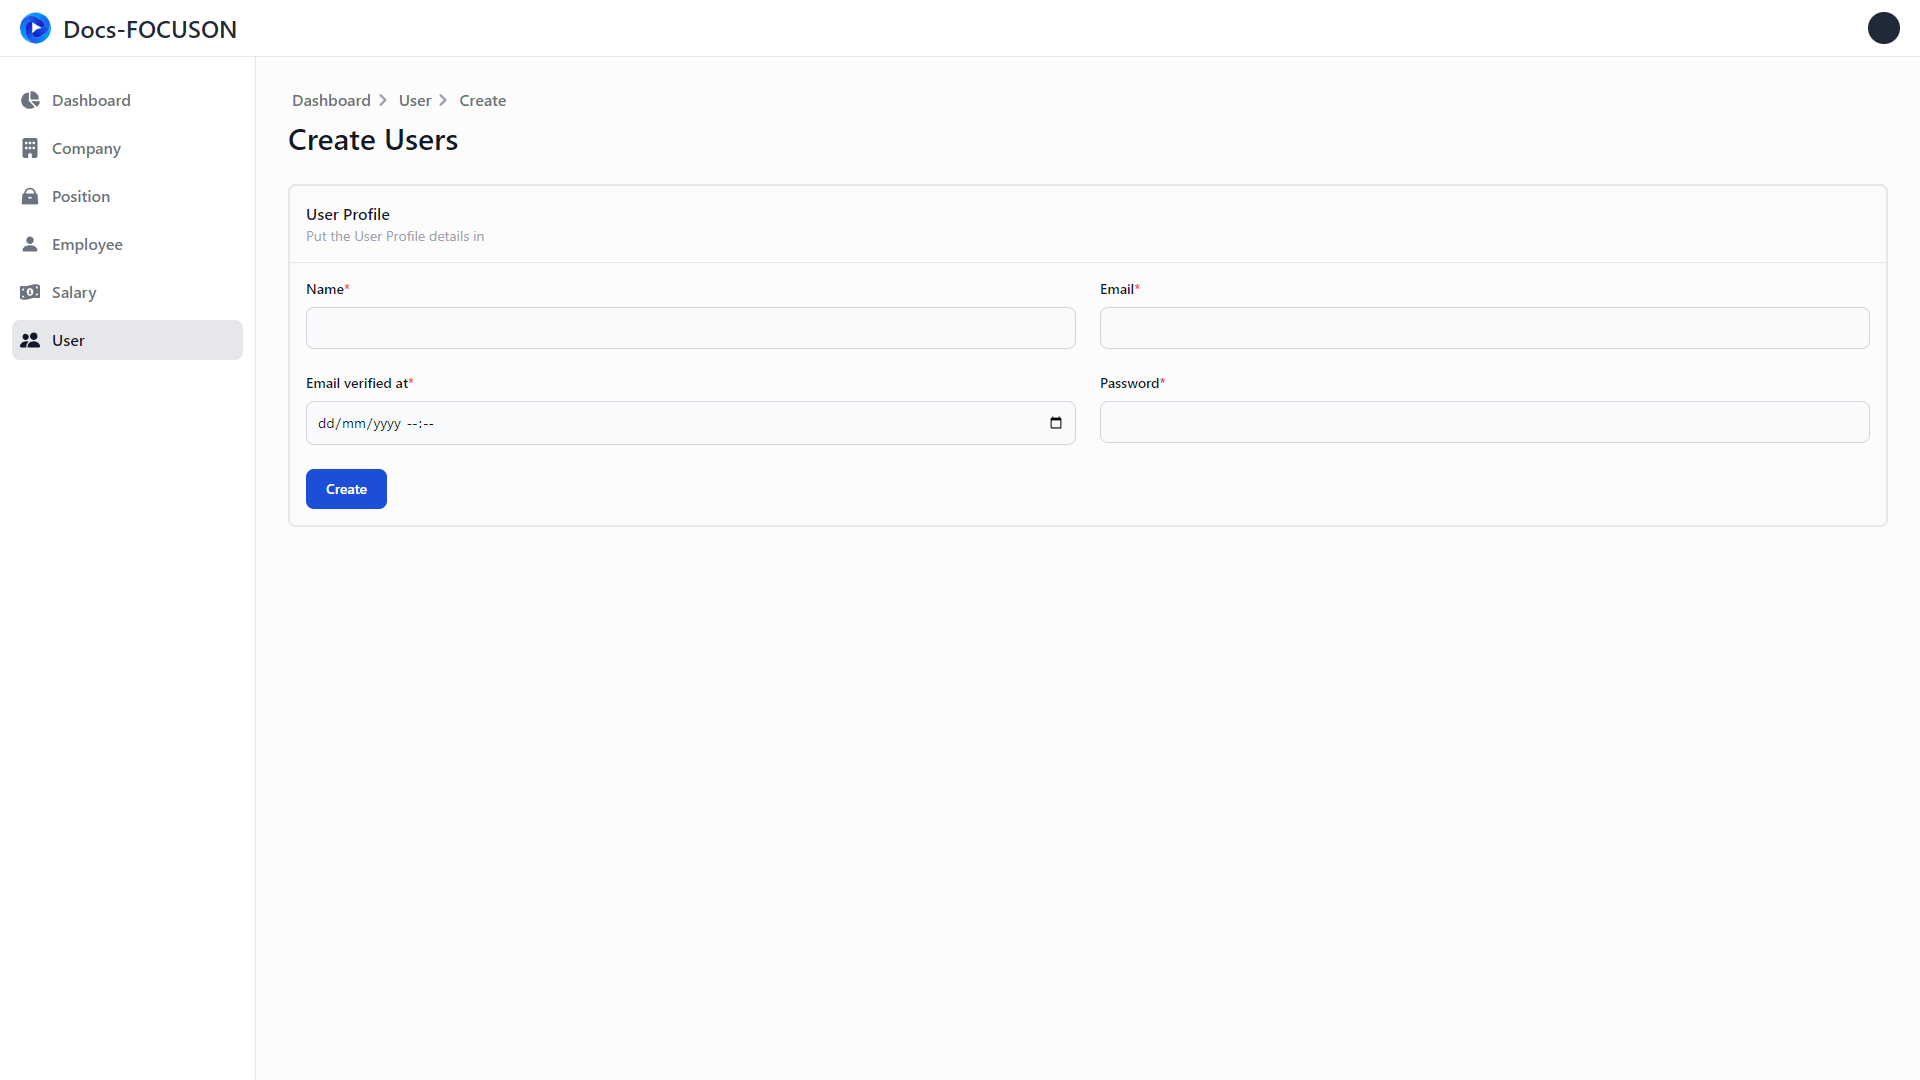 Docs-FOCUSON
Dashboard
Company
Position
Employee
Salary
User
Dashboard User Create
Create Users
User Profile
Put the User Profile details in
Name*
Email*
Email verified at*
Password*
dd/mm/yyyy --:--
Create